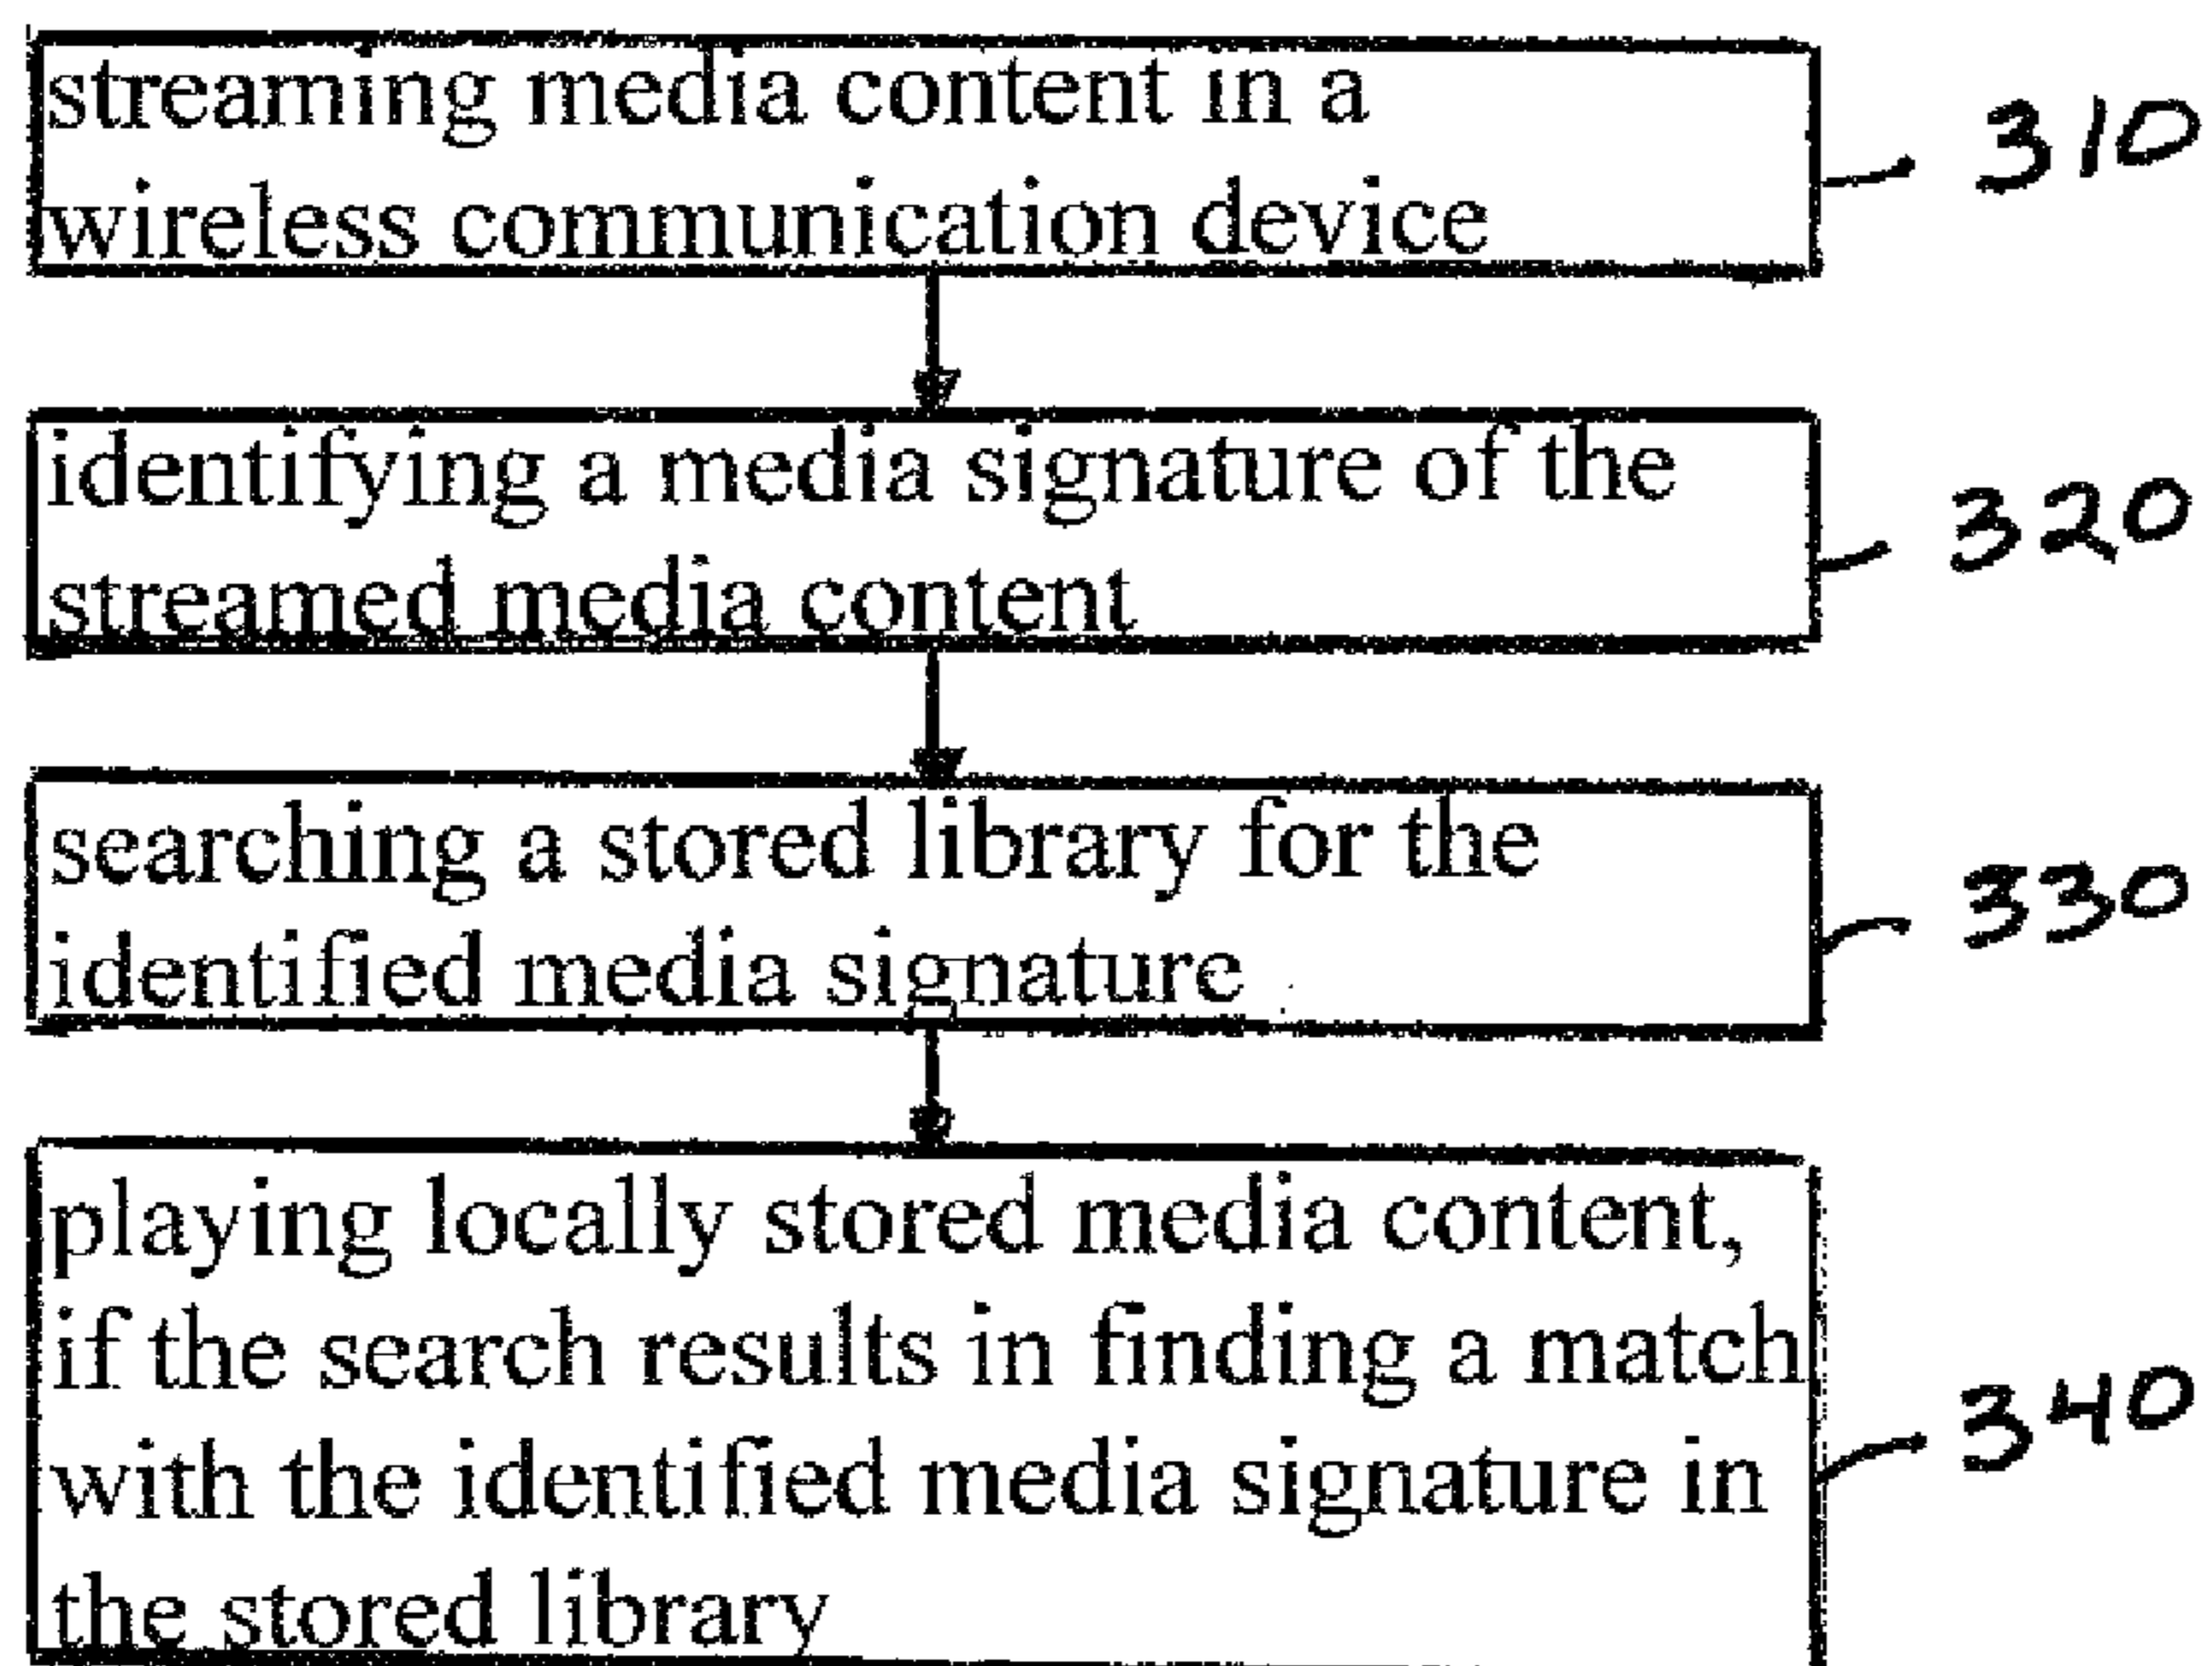 streaming media content in a
wireless communication device
310
identifying a media signature of the
streamed media content
320
searching a stored library for the
identified media signature
330
playing locally stored media content,
if the search results in finding a match
with the identified media signature in
the stored library
340